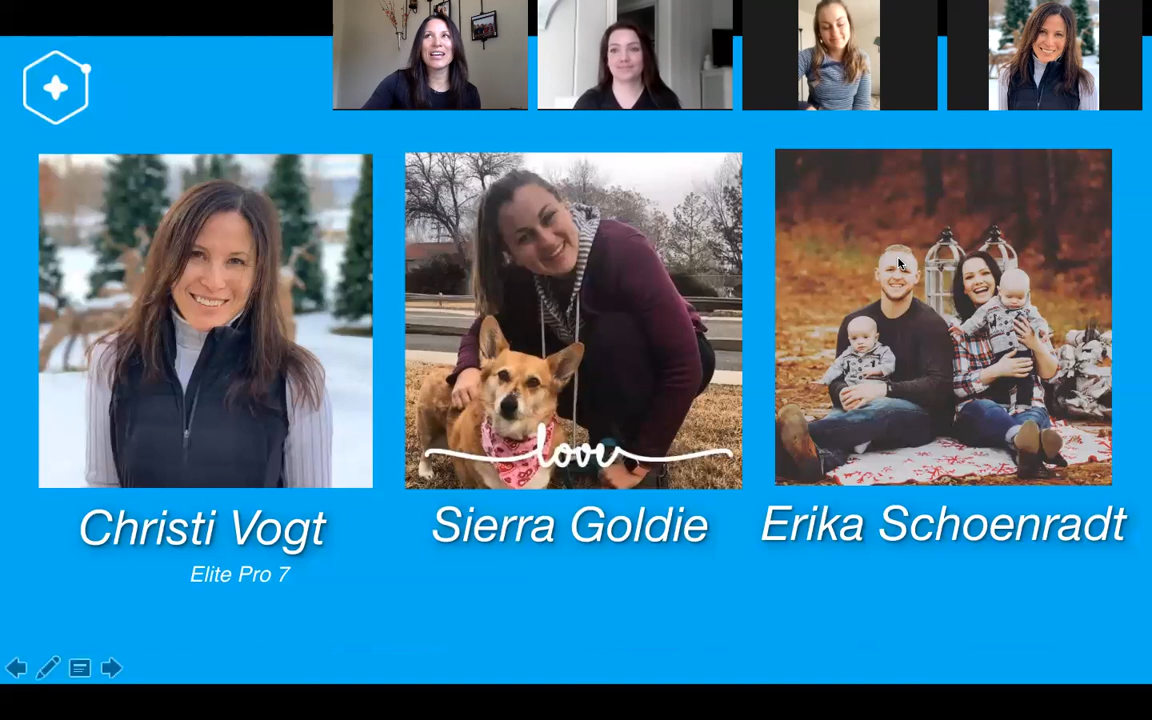 love
Christi Vogt
Sierra Goldie
Erika Schoenradt
Elite Pro 7